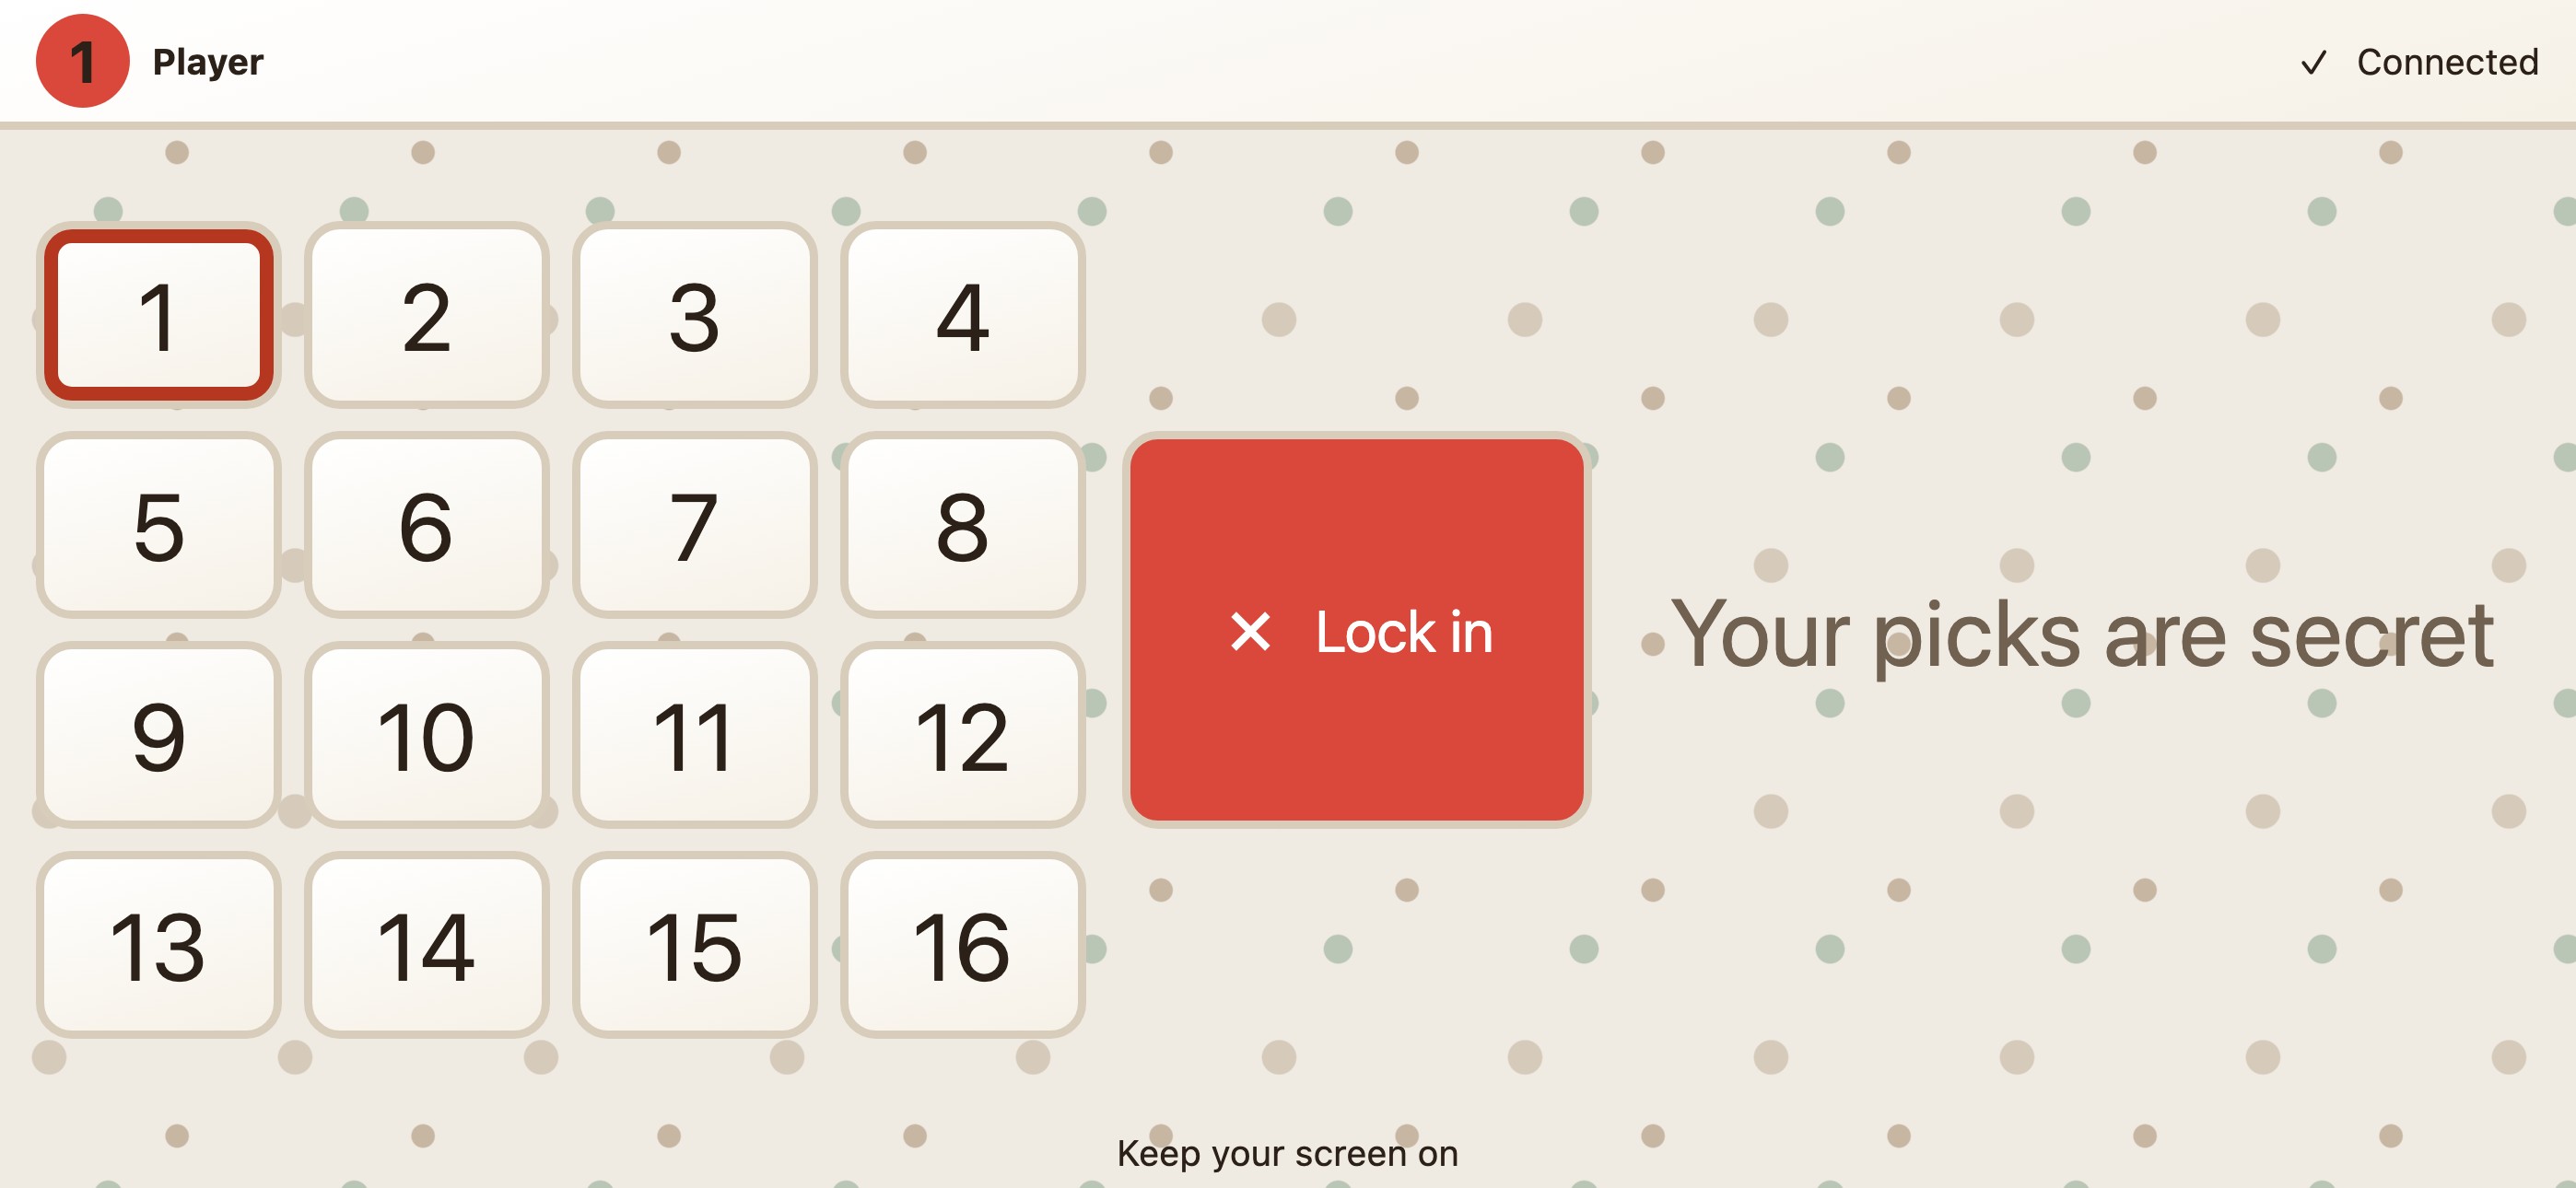 1 Player
✓ Connected
1 2 3 4
5 6 7 8
9 10 11 12
13 14 15 16
✕ Lock in
Your picks are secret
Keep your screen on